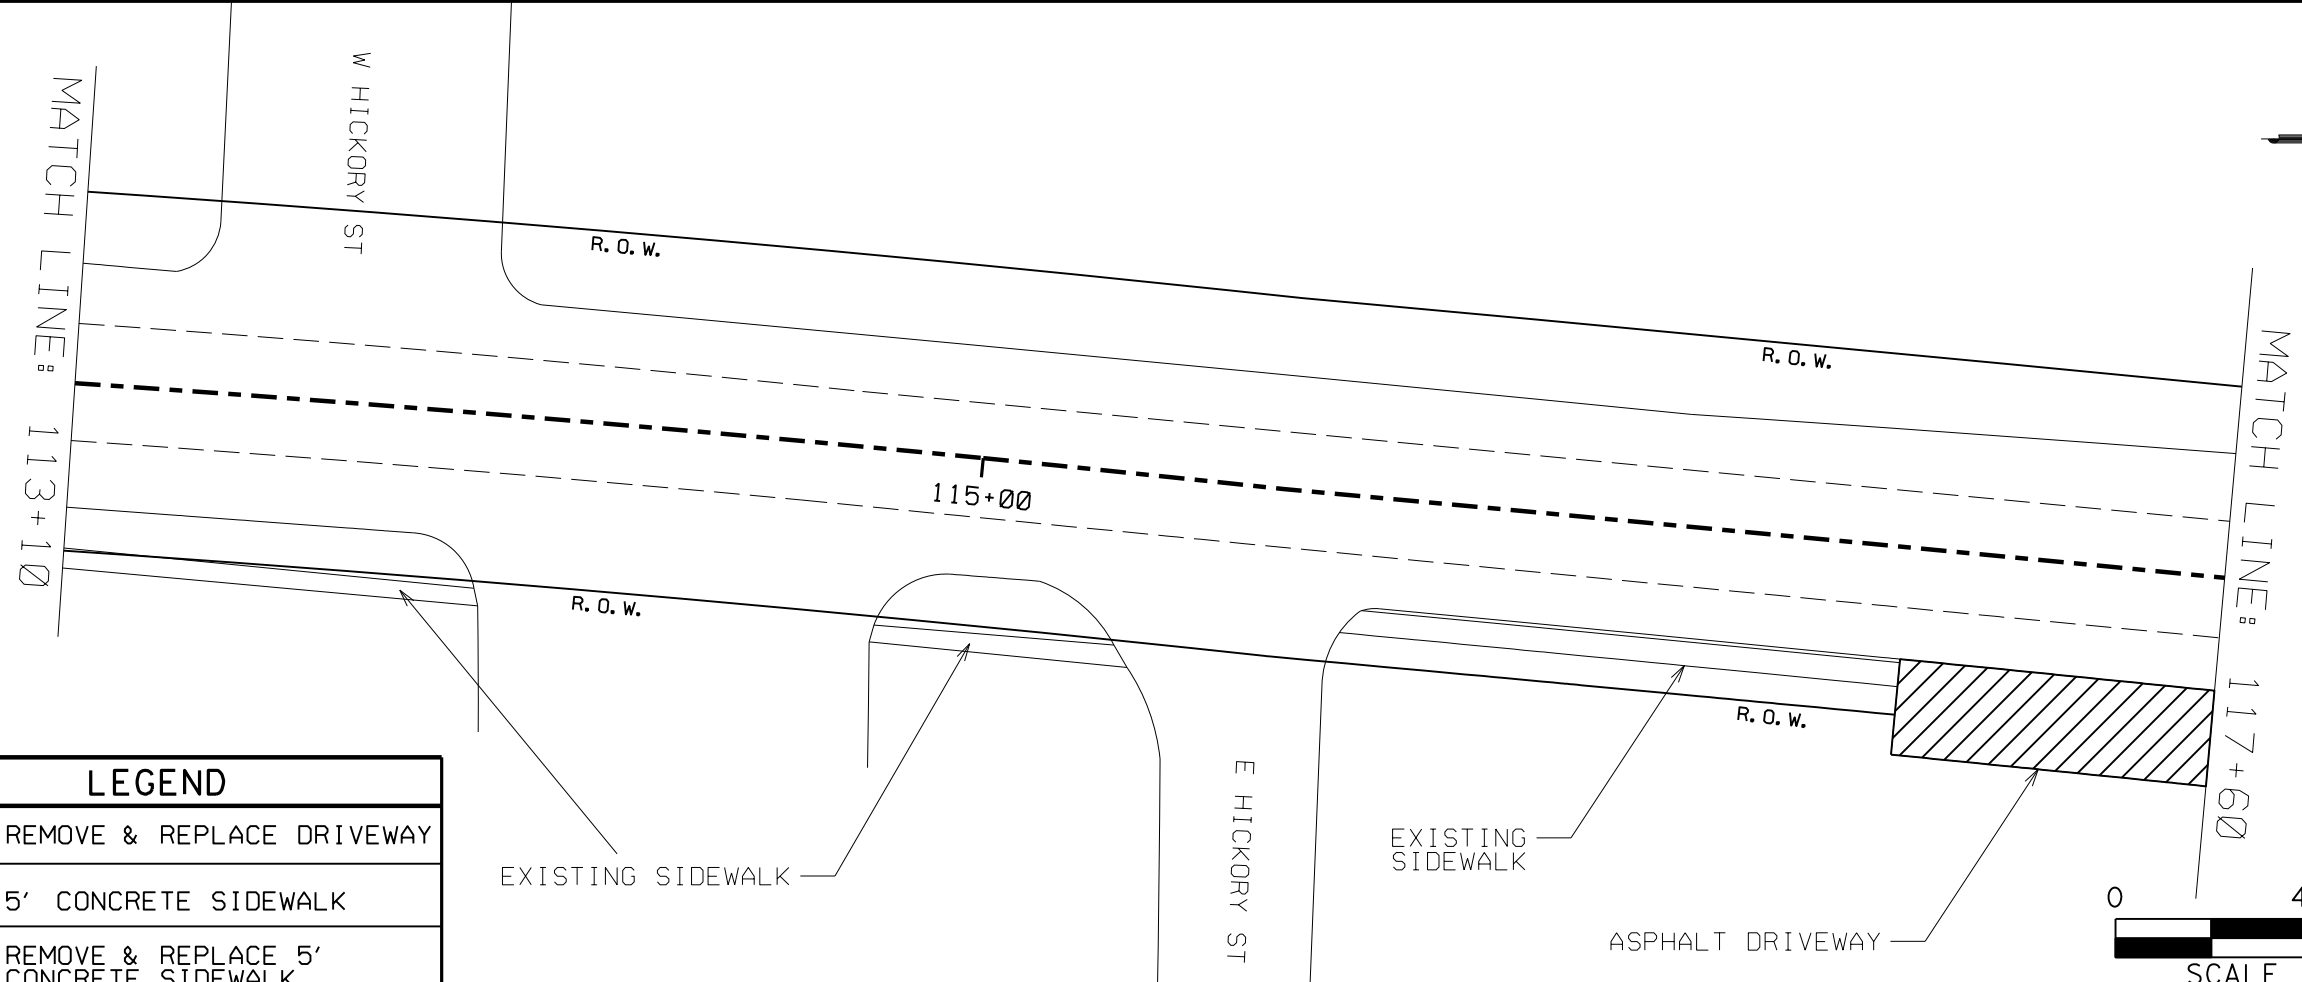 MATCH LINE: 113+10
W HICKORY ST
R.O.W.
R.O.W.
115+00
R.O.W.
R.O.W.
MATCH LINE: 117+60
E HICKORY ST
EXISTING SIDEWALK
EXISTING
SIDEWALK
ASPHALT DRIVEWAY
LEGEND
REMOVE & REPLACE DRIVEWAY
5' CONCRETE SIDEWALK
REMOVE & REPLACE 5'
CONCRETE SIDEWALK
0
4
SCALE